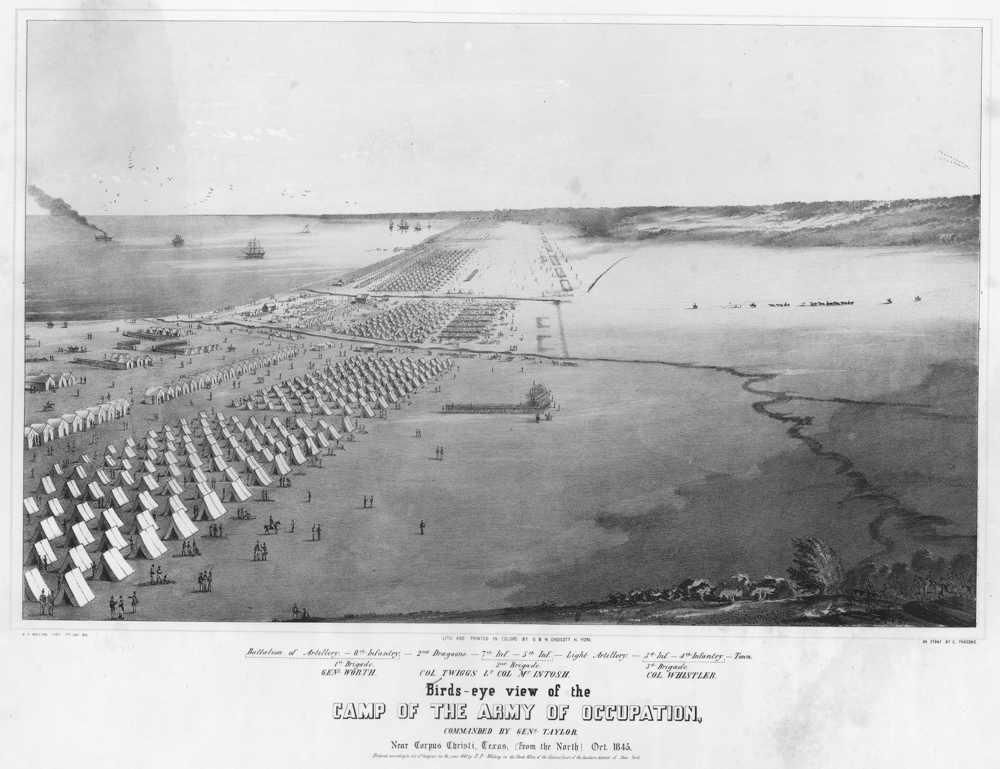 D. P. WHITING CAPT. 7TH INF. DEL.
LITH. AND PRINTED IN COLORS BY G. & W. ENDICOTT N. YORK.
ON STONE BY C. PARSONS.
Battalion of Artillery. — 8th Infantry, — 2nd Dragoons. — 7th Inf. — 5th Inf. — Light Artillery. — 3d Inf. — 4th Infantry, — Town.
1st Brigade. 2nd Brigade. 3d Brigade
GENL WORTH. COL. TWIGGS LT COL MC INTOSH. COL. WHISTLER.
Birds-eye view of the
CAMP OF THE ARMY OF OCCUPATION,
COMMANDED BY GENL TAYLOR.
Near Corpus Christi, Texas, (from the North) Oct. 1845.
Entered according to act of Congress in the year 1847 by D. P. Whiting in the Clerks Office of the district Court of the Southern district of New York.